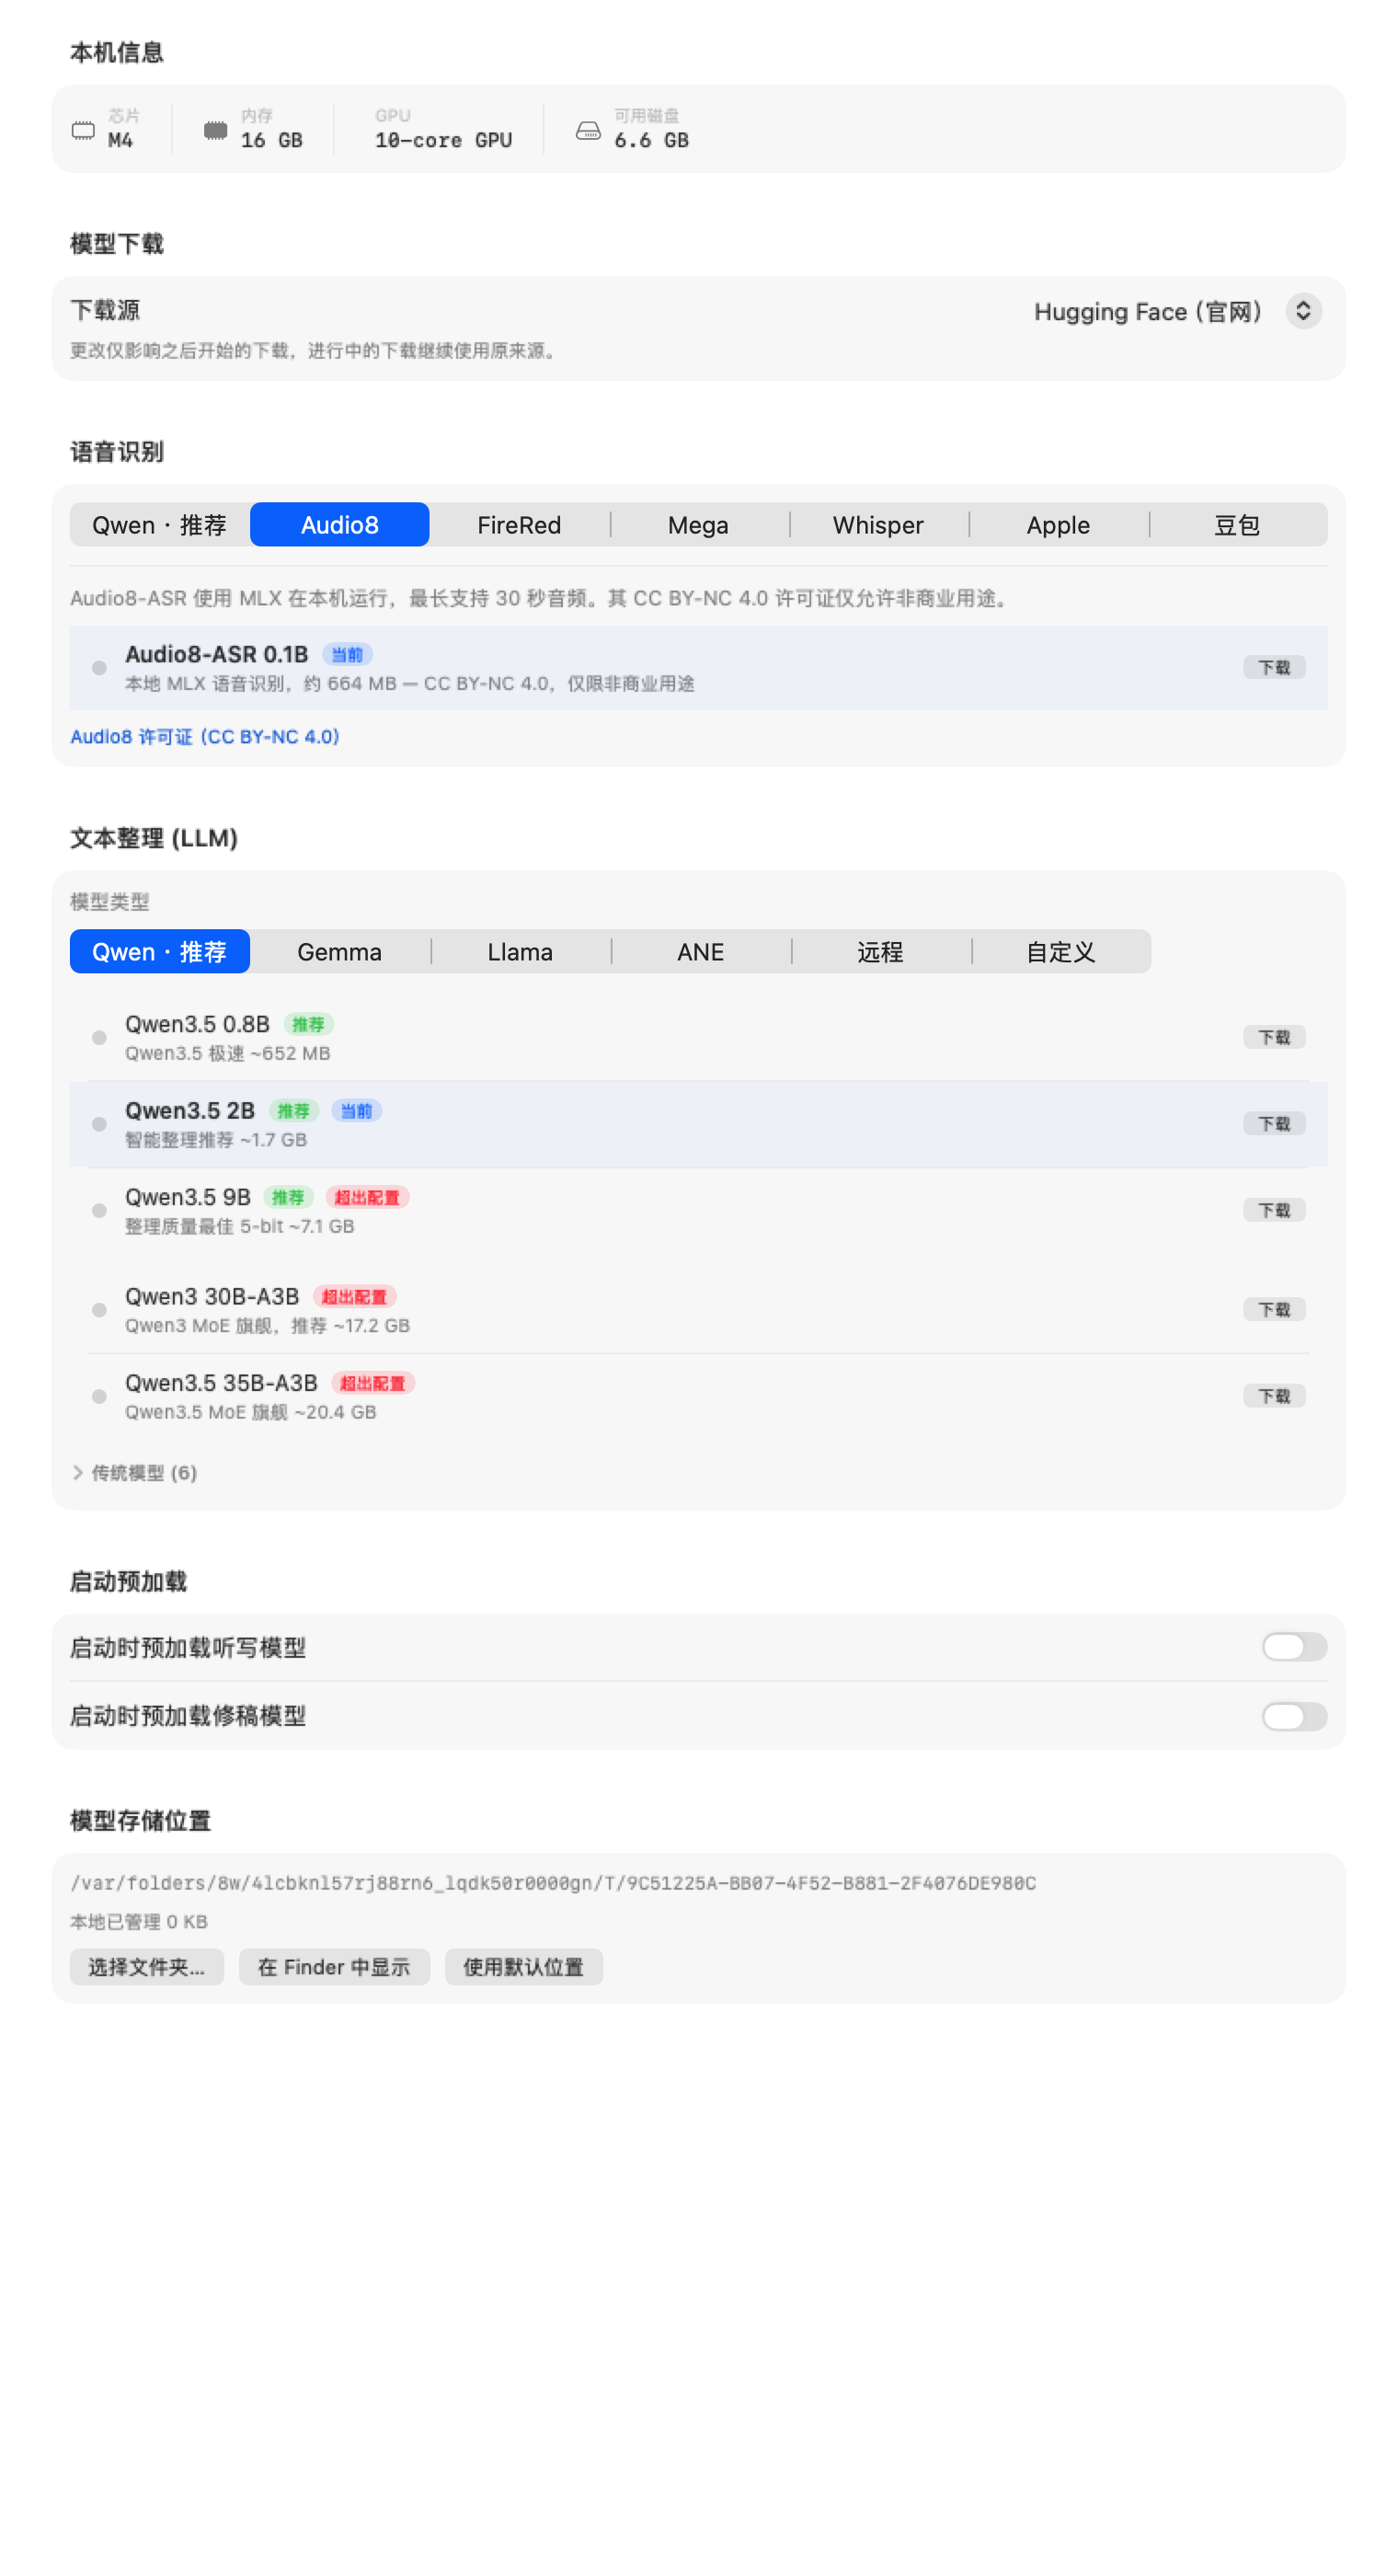 本机信息
芯片
M4
内存
16 GB
GPU
10-core GPU
可用磁盘
6.6 GB
模型下载
下载源
Hugging Face (官网)
更改仅影响之后开始的下载，进行中的下载继续使用原来源。
语音识别
Qwen · 推荐 Audio8 FireRed Mega Whisper Apple 豆包
Audio8-ASR 使用 MLX 在本机运行，最长支持 30 秒音频。其 CC BY-NC 4.0 许可证仅允许非商业用途。
Audio8-ASR 0.1B 当前
本地 MLX 语音识别，约 664 MB — CC BY-NC 4.0，仅限非商业用途
下载
Audio8 许可证 (CC BY-NC 4.0)
文本整理 (LLM)
模型类型
Qwen · 推荐 Gemma Llama ANE 远程 自定义
Qwen3.5 0.8B 推荐
Qwen3.5 极速 ~652 MB
下载
Qwen3.5 2B 推荐 当前
智能整理推荐 ~1.7 GB
下载
Qwen3.5 9B 推荐 超出配置
整理质量最佳 5-bit ~7.1 GB
下载
Qwen3 30B-A3B 超出配置
Qwen3 MoE 旗舰，推荐 ~17.2 GB
下载
Qwen3.5 35B-A3B 超出配置
Qwen3.5 MoE 旗舰 ~20.4 GB
下载
传统模型 (6)
启动预加载
启动时预加载听写模型
启动时预加载修稿模型
模型存储位置
/var/folders/8w/4lcbknl57rj88rn6_lqdk50r0000gn/T/9C51225A-BB07-4F52-B881-2F4076DE980C
本地已管理 0 KB
选择文件夹... 在 Finder 中显示 使用默认位置